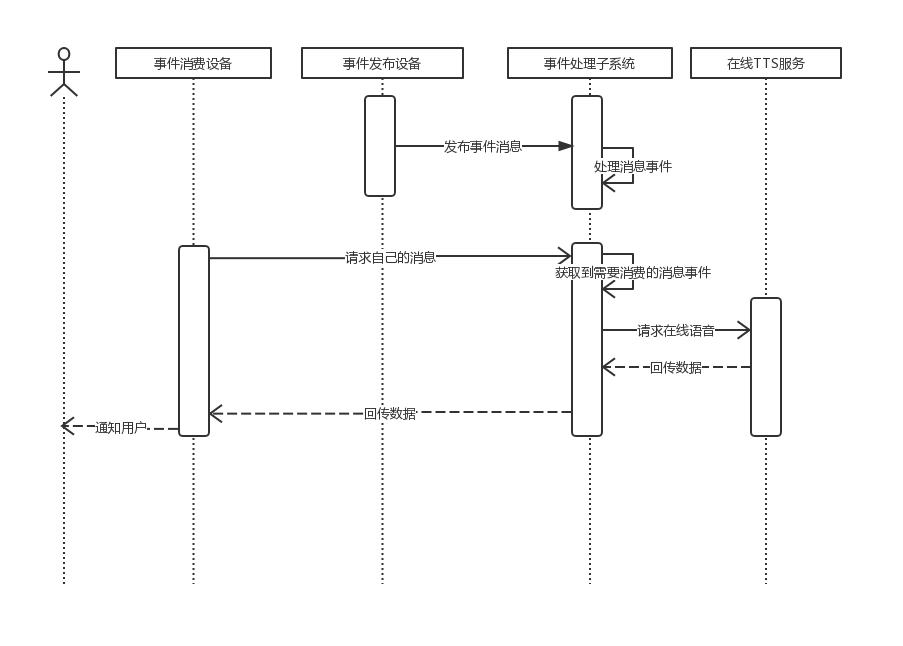 事件消费设备
事件发布设备
事件处理子系统
在线TTS服务
发布事件消息
处理消息事件
请求自己的消息
获取到需要消费的消息事件
请求在线语音
回传数据
回传数据
通知用户